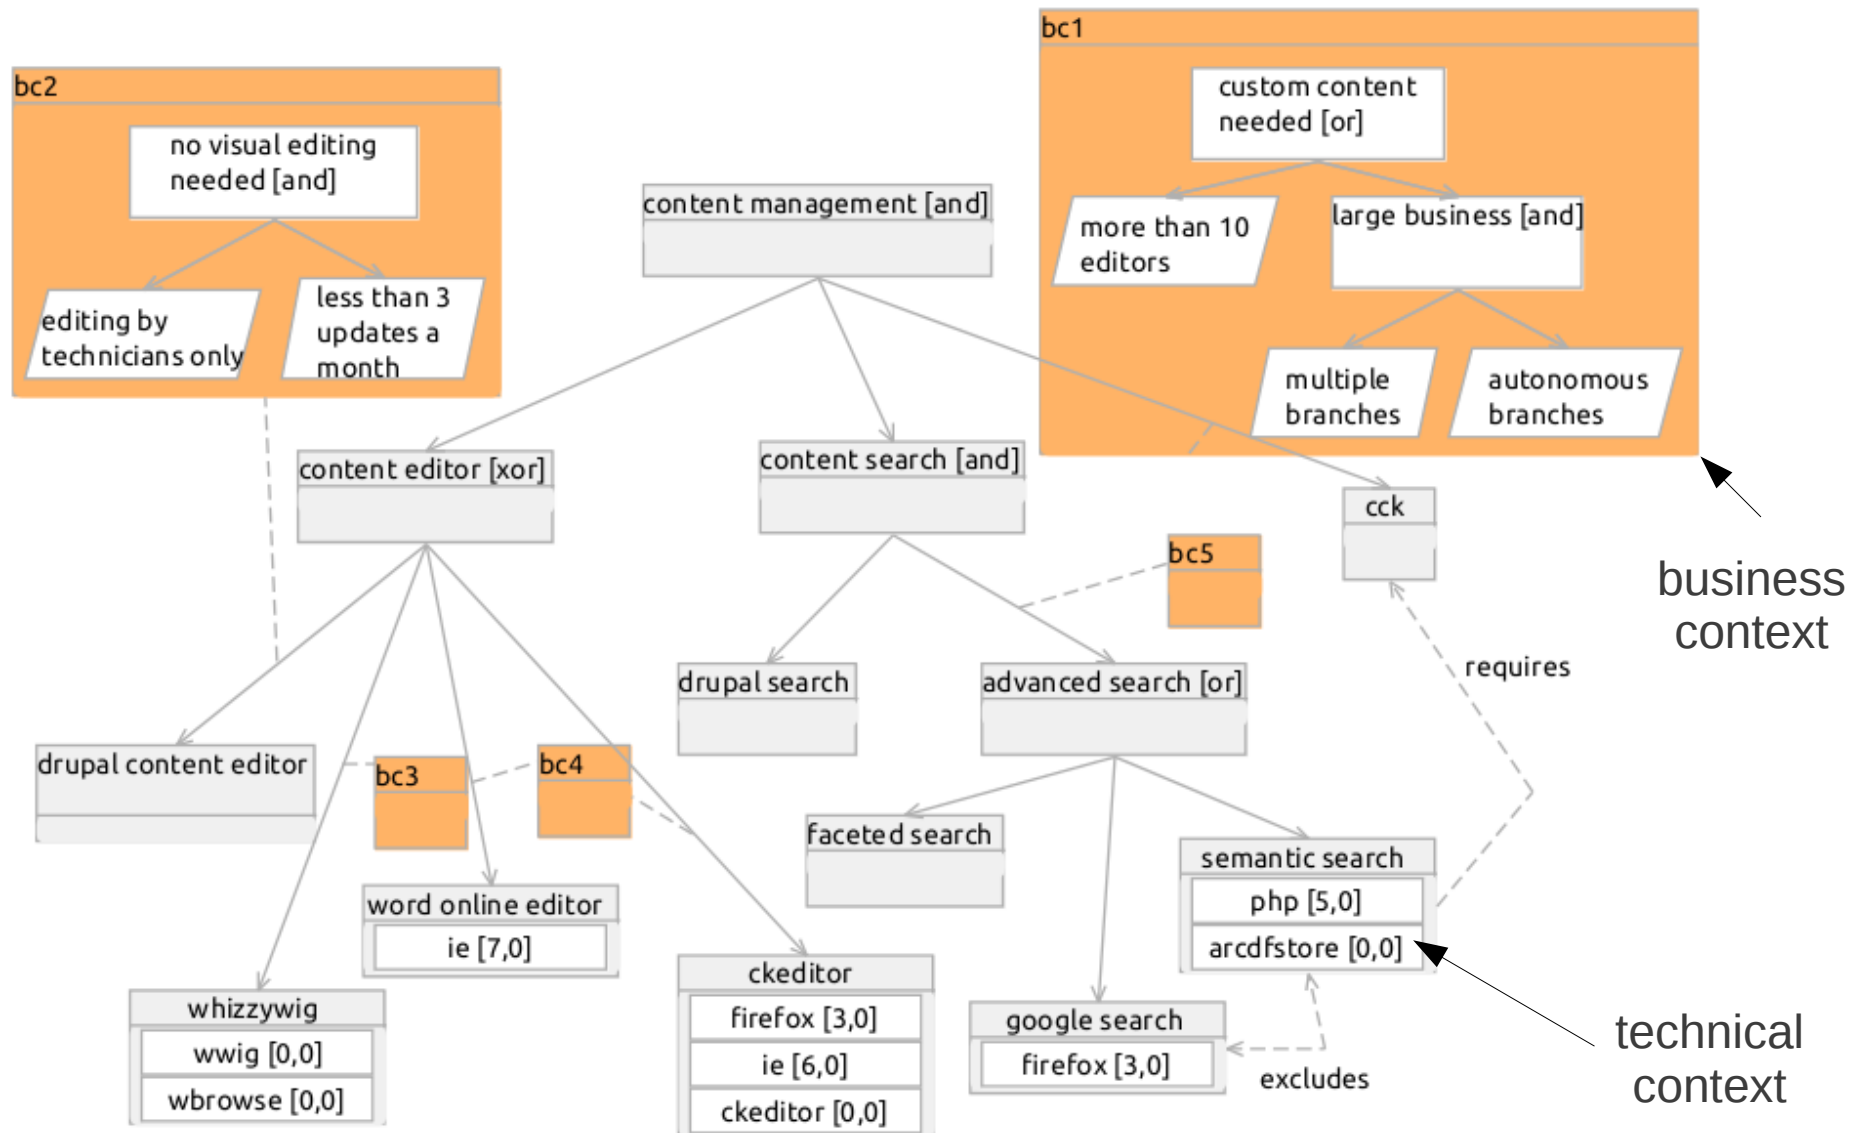 bc1
custom content
needed [or]
more than 10
editors
large business [and]
multiple
branches
autonomous
branches
bc2
no visual editing
needed [and]
editing by
technicians only
less than 3
updates a
month
content management [and]
content editor [xor]
content search [and]
cck
bc5
business
context
requires
drupal search
advanced search [or]
drupal content editor
bc3
bc4
faceted search
semantic search
php [5,0]
arcdfstore [0,0]
word online editor
ie [7,0]
ckeditor
firefox [3,0]
ie [6,0]
ckeditor [0,0]
whizzywig
wwig [0,0]
wbrowse [0,0]
google search
firefox [3,0]
excludes
technical
context